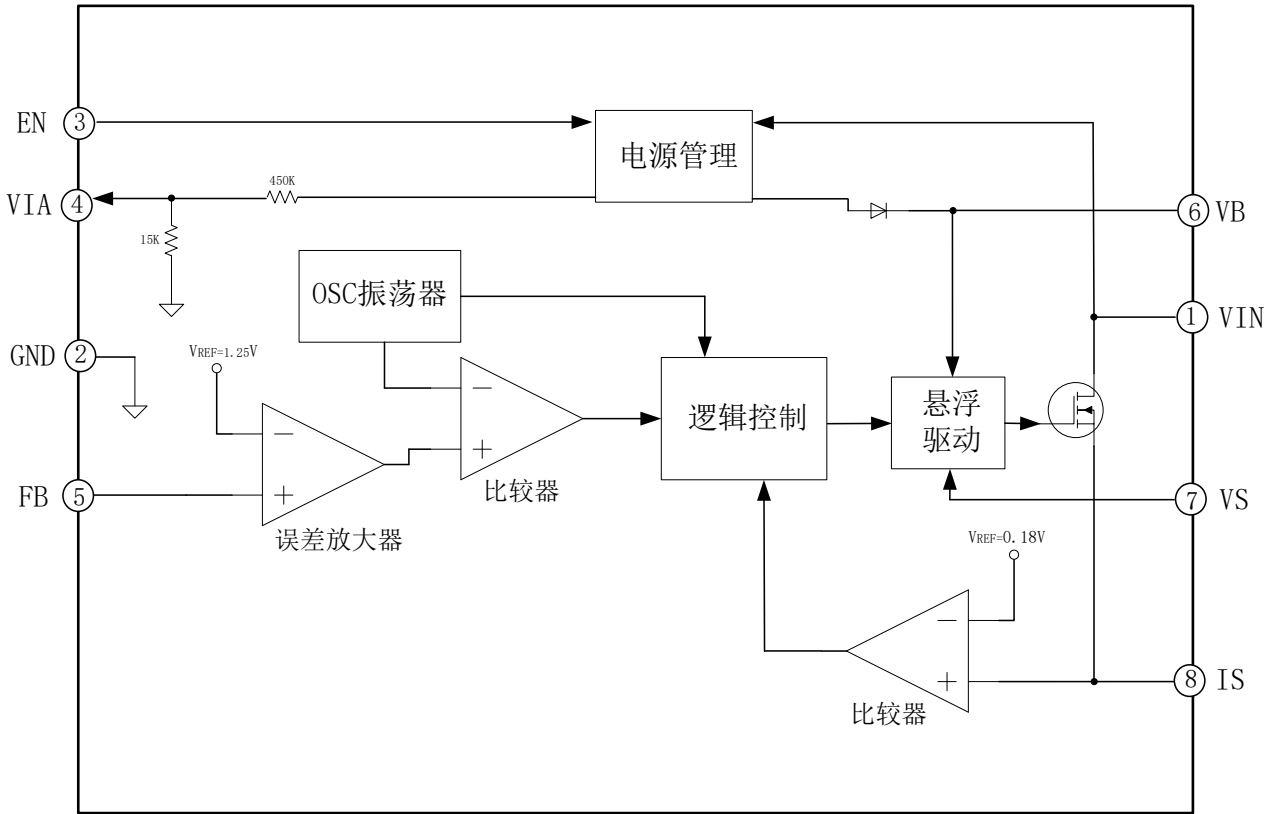 EN
3
电源管理
450K
VIA
4
6
VB
15K
OSC振荡器
1
VIN
GND
2
VREF=1.25V
逻辑控制
悬浮
驱动
FB
5
比较器
误差放大器
7
VS
VREF=0.18V
比较器
8
IS